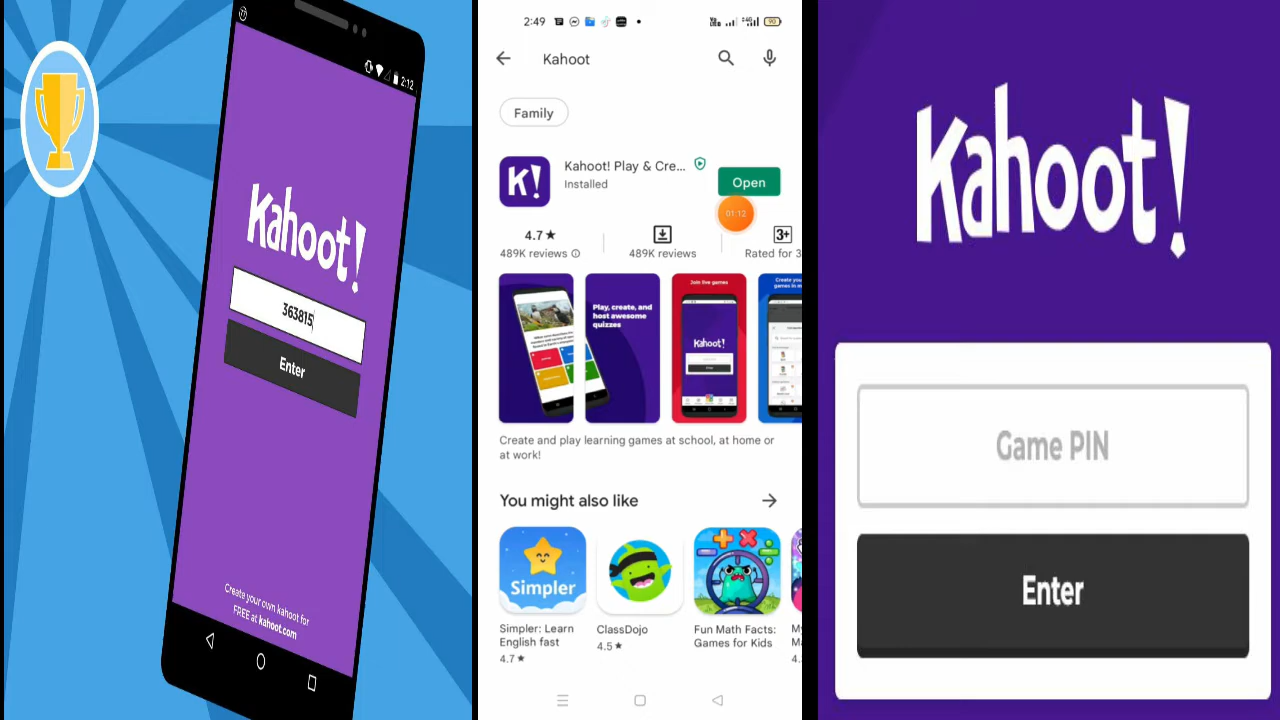 2:12
Kahoot!
363815
Enter
Create your own kahoot for
FREE at kahoot.com
2:49
90
Kahoot
Family
K!
Kahoot! Play & Cre...
Installed
Open
01:12
4.7★
489K reviews
489K reviews
3+
Rated for 3
Play, create, and
host awesome
quizzes
Join live games
Kahoot!
Create and play learning games at school, at home or
at work!
You might also like
Simpler
Simpler: Learn
English fast
4.7★
ClassDojo
4.5★
Fun Math Facts:
Games for Kids
Kahoot!
Game PIN
Enter